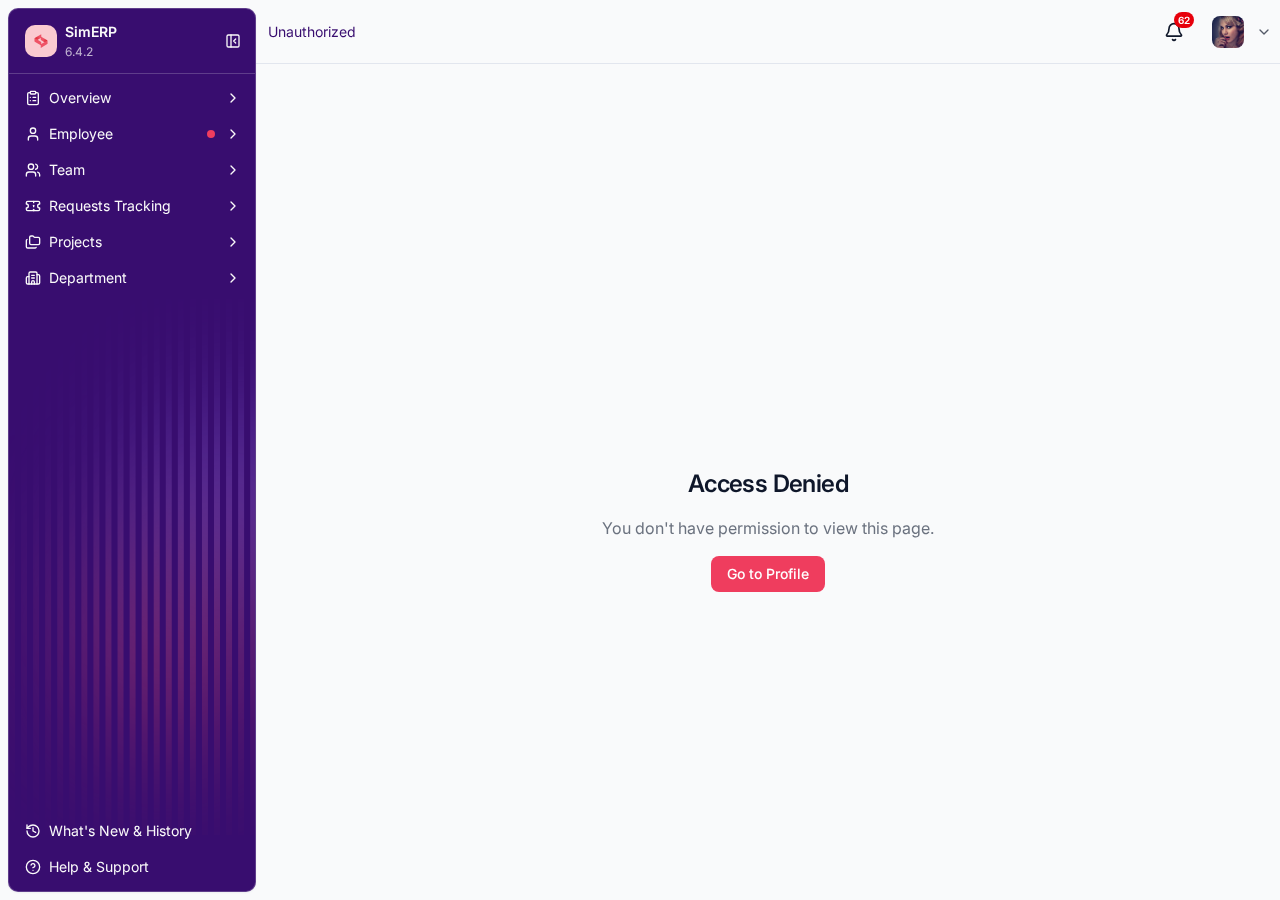 SimERP
6.4.2
Unauthorized
62
Overview
Employee
Team
Requests Tracking
Projects
Department
Access Denied
You don't have permission to view this page.
Go to Profile
What's New & History
Help & Support